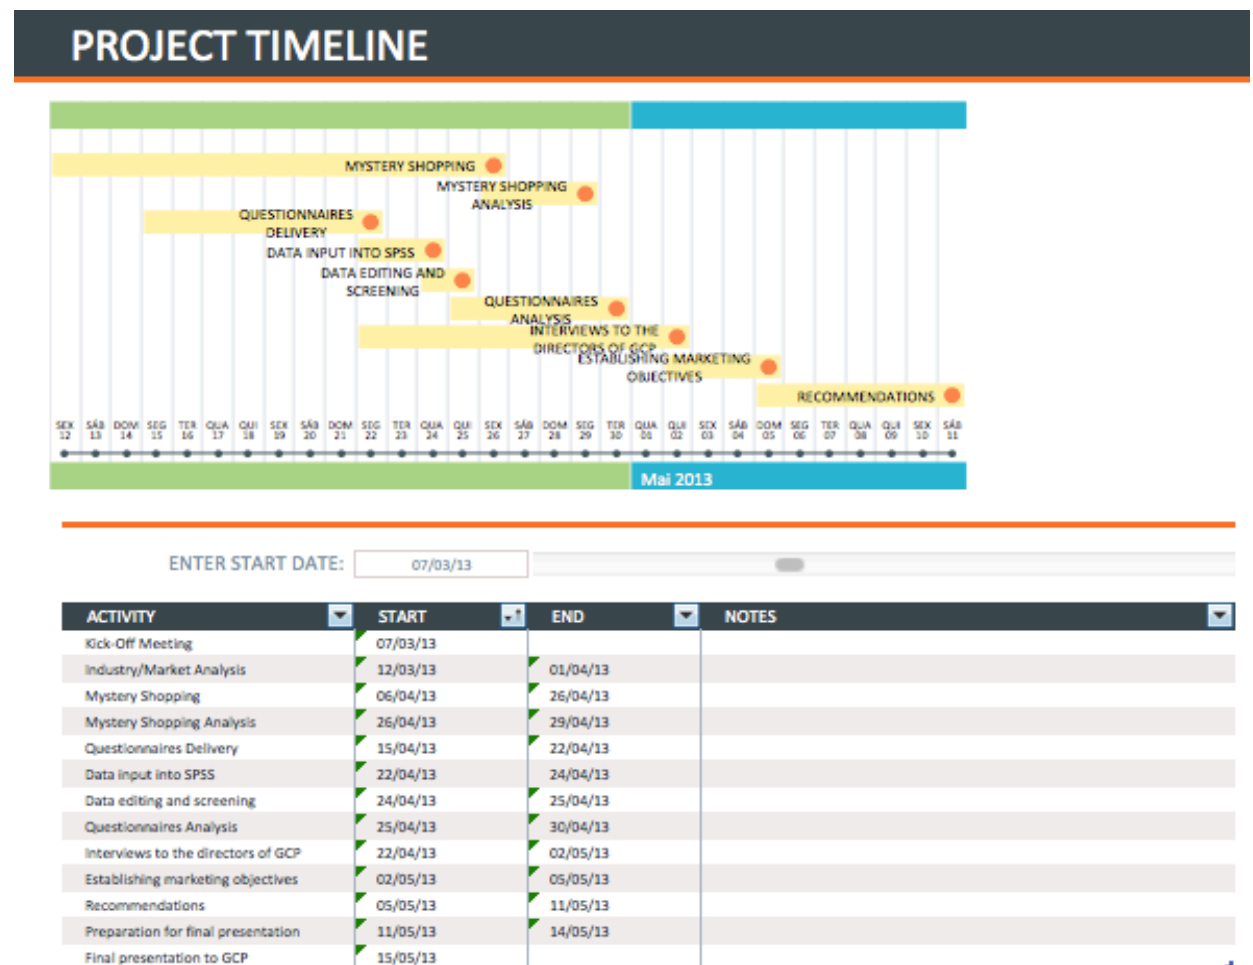 PROJECT TIMELINE
MYSTERY SHOPPING
MYSTERY SHOPPING
ANALYSIS
QUESTIONNAIRES
DELIVERY
DATA INPUT INTO SPSS
DATA EDITING AND
SCREENING
QUESTIONNAIRES
ANALYSIS
INTERVIEWS TO THE
DIRECTORS OF GCP
ESTABLISHING MARKETING
OBJECTIVES
RECOMMENDATIONS
SEX SÁB DOM SEG TER QUA QUI SEX SÁB DOM SEG TER QUA QUI SEX SÁB DOM SEG TER QUA QUI SEX SÁB DOM SEG TER QUA QUI SEX SÁB
12 13 14 15 16 17 18 19 20 21 22 23 24 25 26 27 28 29 30 01 02 03 04 05 06 07 08 09 10 11
Mai 2013
ENTER START DATE: 07/03/13
ACTIVITY START END NOTES
Kick-Off Meeting 07/03/13
Industry/Market Analysis 12/03/13 01/04/13
Mystery Shopping 06/04/13 26/04/13
Mystery Shopping Analysis 26/04/13 29/04/13
Questionnaires Delivery 15/04/13 22/04/13
Data input into SPSS 22/04/13 24/04/13
Data editing and screening 24/04/13 25/04/13
Questionnaires Analysis 25/04/13 30/04/13
Interviews to the directors of GCP 22/04/13 02/05/13
Establishing marketing objectives 02/05/13 05/05/13
Recommendations 05/05/13 11/05/13
Preparation for final presentation 11/05/13 14/05/13
Final presentation to GCP 15/05/13